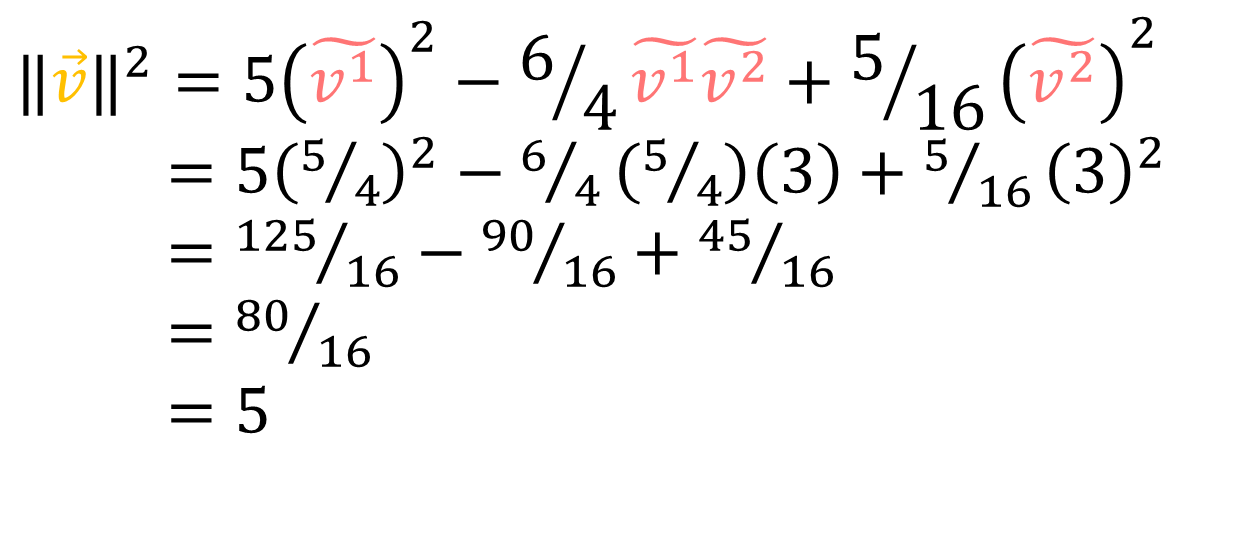 ‖v⃗‖² = 5(ṽ¹)² − 6/4 ṽ¹ṽ² + 5/16 (ṽ²)²
= 5(5/4)² − 6/4 (5/4)(3) + 5/16 (3)²
= 125/16 − 90/16 + 45/16
= 80/16
= 5